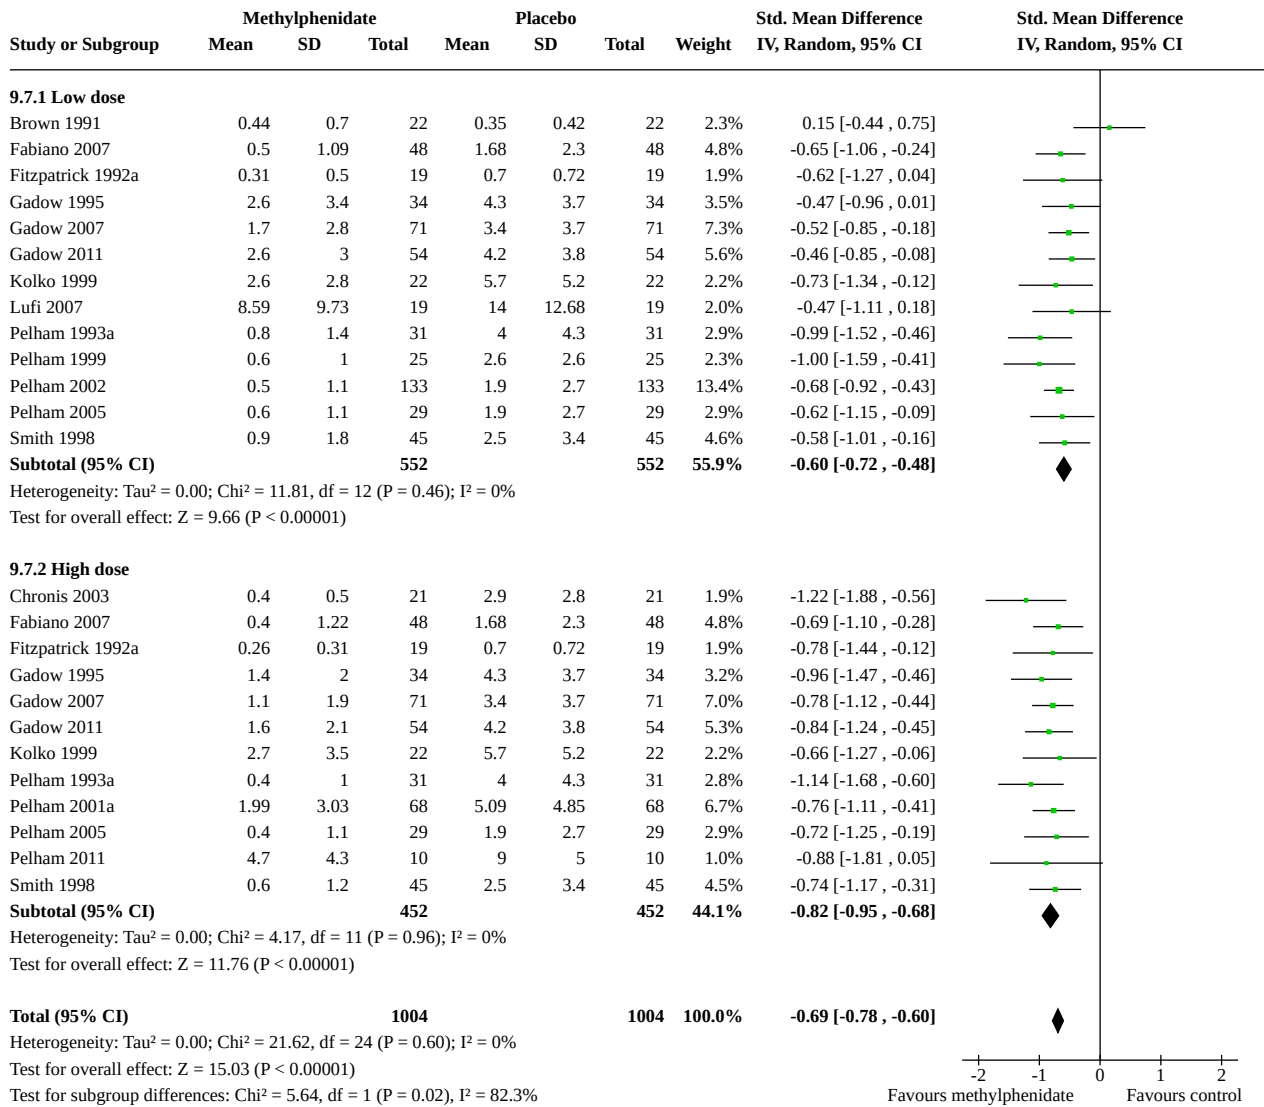 Methylphenidate Placebo Std. Mean Difference Std. Mean Difference
Study or Subgroup Mean SD Total Mean SD Total Weight IV, Random, 95% CI IV, Random, 95% CI
9.7.1 Low dose
Brown 1991 0.44 0.7 22 0.35 0.42 22 2.3% 0.15 [-0.44 , 0.75]
Fabiano 2007 0.5 1.09 48 1.68 2.3 48 4.8% -0.65 [-1.06 , -0.24]
Fitzpatrick 1992a 0.31 0.5 19 0.7 0.72 19 1.9% -0.62 [-1.27 , 0.04]
Gadow 1995 2.6 3.4 34 4.3 3.7 34 3.5% -0.47 [-0.96 , 0.01]
Gadow 2007 1.7 2.8 71 3.4 3.7 71 7.3% -0.52 [-0.85 , -0.18]
Gadow 2011 2.6 3 54 4.2 3.8 54 5.6% -0.46 [-0.85 , -0.08]
Kolko 1999 2.6 2.8 22 5.7 5.2 22 2.2% -0.73 [-1.34 , -0.12]
Lufi 2007 8.59 9.73 19 14 12.68 19 2.0% -0.47 [-1.11 , 0.18]
Pelham 1993a 0.8 1.4 31 4 4.3 31 2.9% -0.99 [-1.52 , -0.46]
Pelham 1999 0.6 1 25 2.6 2.6 25 2.3% -1.00 [-1.59 , -0.41]
Pelham 2002 0.5 1.1 133 1.9 2.7 133 13.4% -0.68 [-0.92 , -0.43]
Pelham 2005 0.6 1.1 29 1.9 2.7 29 2.9% -0.62 [-1.15 , -0.09]
Smith 1998 0.9 1.8 45 2.5 3.4 45 4.6% -0.58 [-1.01 , -0.16]
Subtotal (95% CI) 552 552 55.9% -0.60 [-0.72 , -0.48]
Heterogeneity: Tau² = 0.00; Chi² = 11.81, df = 12 (P = 0.46); I² = 0%
Test for overall effect: Z = 9.66 (P < 0.00001)
9.7.2 High dose
Chronis 2003 0.4 0.5 21 2.9 2.8 21 1.9% -1.22 [-1.88 , -0.56]
Fabiano 2007 0.4 1.22 48 1.68 2.3 48 4.8% -0.69 [-1.10 , -0.28]
Fitzpatrick 1992a 0.26 0.31 19 0.7 0.72 19 1.9% -0.78 [-1.44 , -0.12]
Gadow 1995 1.4 2 34 4.3 3.7 34 3.2% -0.96 [-1.47 , -0.46]
Gadow 2007 1.1 1.9 71 3.4 3.7 71 7.0% -0.78 [-1.12 , -0.44]
Gadow 2011 1.6 2.1 54 4.2 3.8 54 5.3% -0.84 [-1.24 , -0.45]
Kolko 1999 2.7 3.5 22 5.7 5.2 22 2.2% -0.66 [-1.27 , -0.06]
Pelham 1993a 0.4 1 31 4 4.3 31 2.8% -1.14 [-1.68 , -0.60]
Pelham 2001a 1.99 3.03 68 5.09 4.85 68 6.7% -0.76 [-1.11 , -0.41]
Pelham 2005 0.4 1.1 29 1.9 2.7 29 2.9% -0.72 [-1.25 , -0.19]
Pelham 2011 4.7 4.3 10 9 5 10 1.0% -0.88 [-1.81 , 0.05]
Smith 1998 0.6 1.2 45 2.5 3.4 45 4.5% -0.74 [-1.17 , -0.31]
Subtotal (95% CI) 452 452 44.1% -0.82 [-0.95 , -0.68]
Heterogeneity: Tau² = 0.00; Chi² = 4.17, df = 11 (P = 0.96); I² = 0%
Test for overall effect: Z = 11.76 (P < 0.00001)
Total (95% CI) 1004 1004 100.0% -0.69 [-0.78 , -0.60]
Heterogeneity: Tau² = 0.00; Chi² = 21.62, df = 24 (P = 0.60); I² = 0%
Test for overall effect: Z = 15.03 (P < 0.00001)
-2 -1 0 1 2
Test for subgroup differences: Chi² = 5.64, df = 1 (P = 0.02), I² = 82.3% Favours methylphenidate Favours control